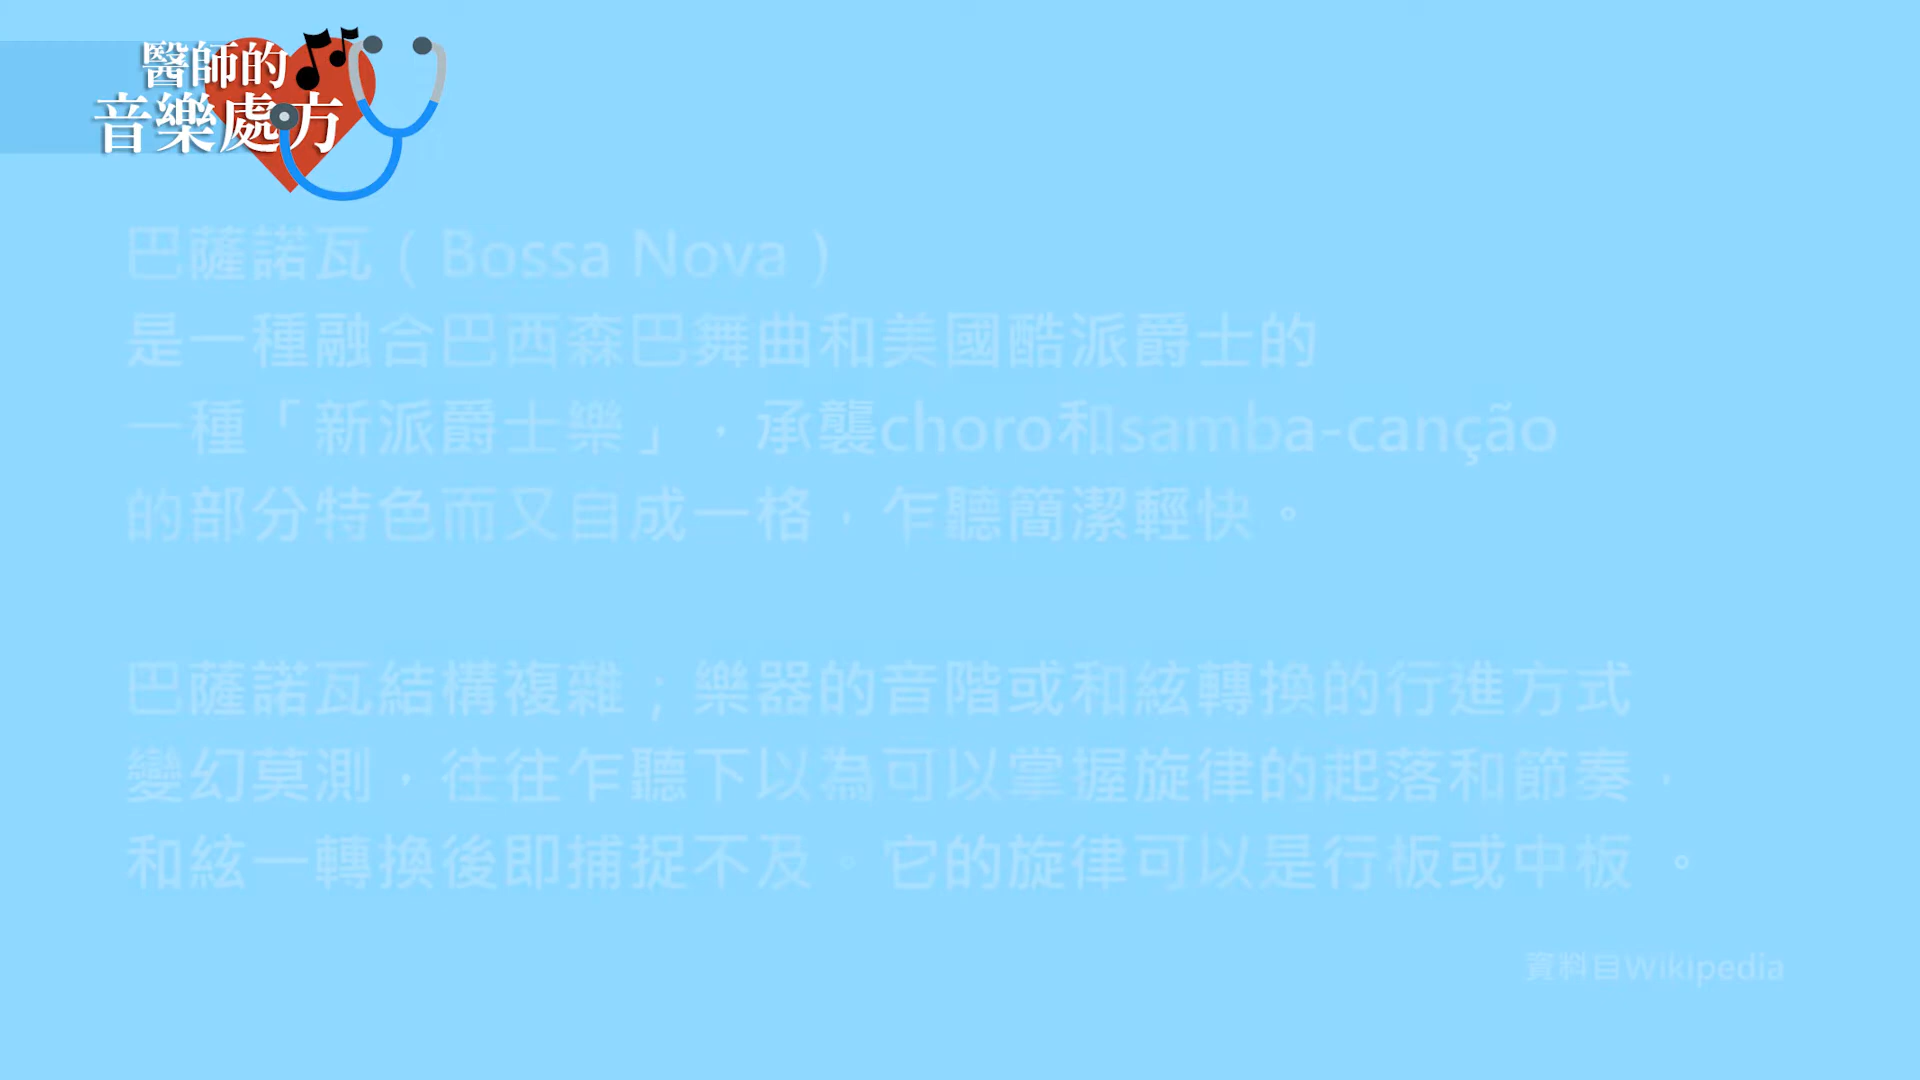 醫師的
音樂處方
巴薩諾瓦（Bossa Nova）
是一種融合巴西森巴舞曲和美國酷派爵士的
一種「新派爵士樂」，承襲choro和samba-canção
的部分特色而又自成一格，乍聽簡潔輕快。
巴薩諾瓦結構複雜；樂器的音階或和絃轉換的行進方式
變幻莫測，往往乍聽下以為可以掌握旋律的起落和節奏，
和絃一轉換後即捕捉不及。它的旋律可以是行板或中板 。
資料自Wikipedia